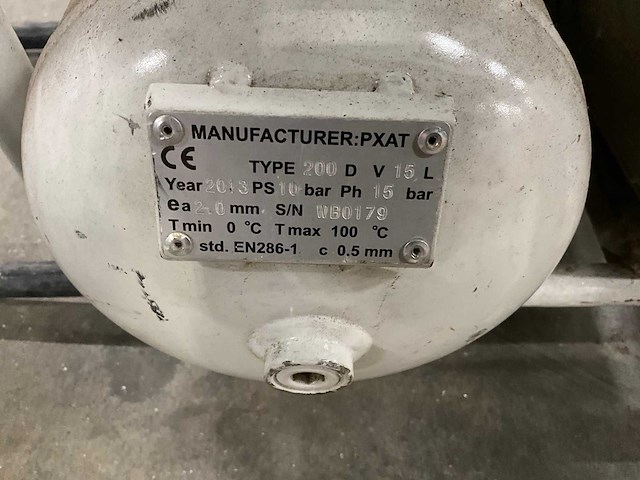 MANUFACTURER:PXAT
CE TYPE 200 D V 15 L
Year 2013 PS 10 bar Ph 15 bar
ea 2.0 mm S/N WB0179
Tmin 0 °C Tmax 100 °C
std. EN286-1 c 0.5 mm